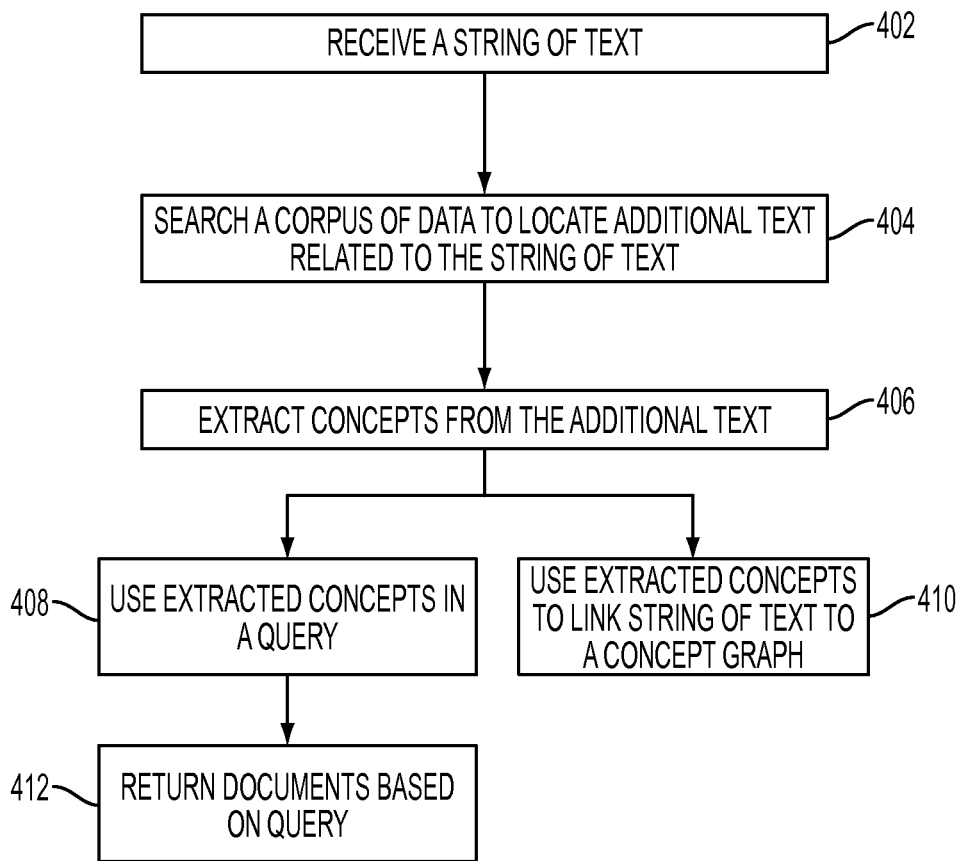 RECEIVE A STRING OF TEXT
402
SEARCH A CORPUS OF DATA TO LOCATE ADDITIONAL TEXT
RELATED TO THE STRING OF TEXT
404
EXTRACT CONCEPTS FROM THE ADDITIONAL TEXT
406
408
USE EXTRACTED CONCEPTS IN
A QUERY
USE EXTRACTED CONCEPTS
TO LINK STRING OF TEXT TO
A CONCEPT GRAPH
410
412
RETURN DOCUMENTS BASED
ON QUERY